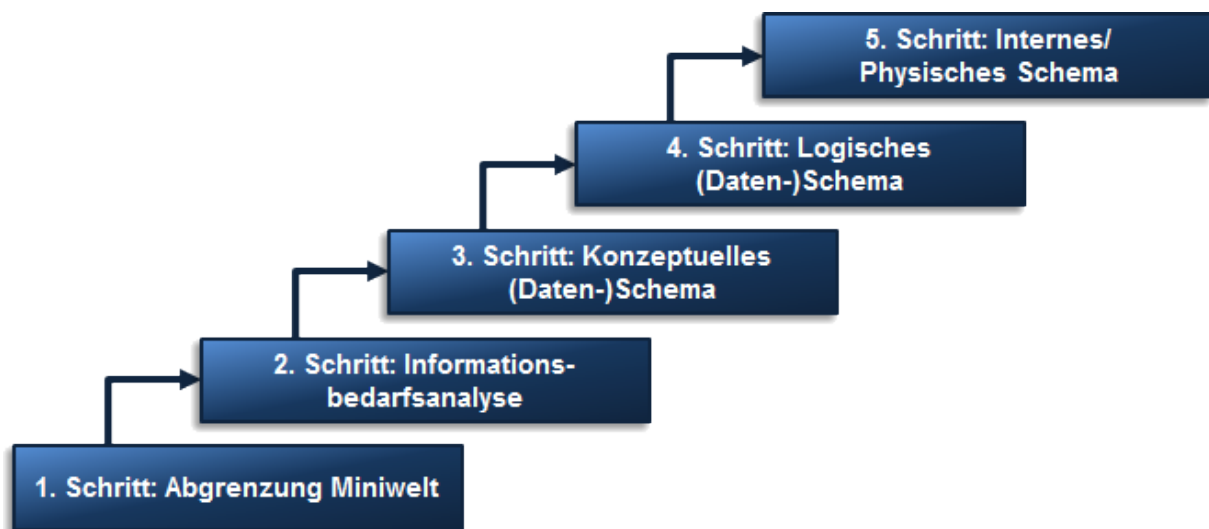 5. Schritt: Internes/
Physisches Schema
4. Schritt: Logisches
(Daten-)Schema
3. Schritt: Konzeptuelles
(Daten-)Schema
2. Schritt: Informations-
bedarfsanalyse
1. Schritt: Abgrenzung Miniwelt